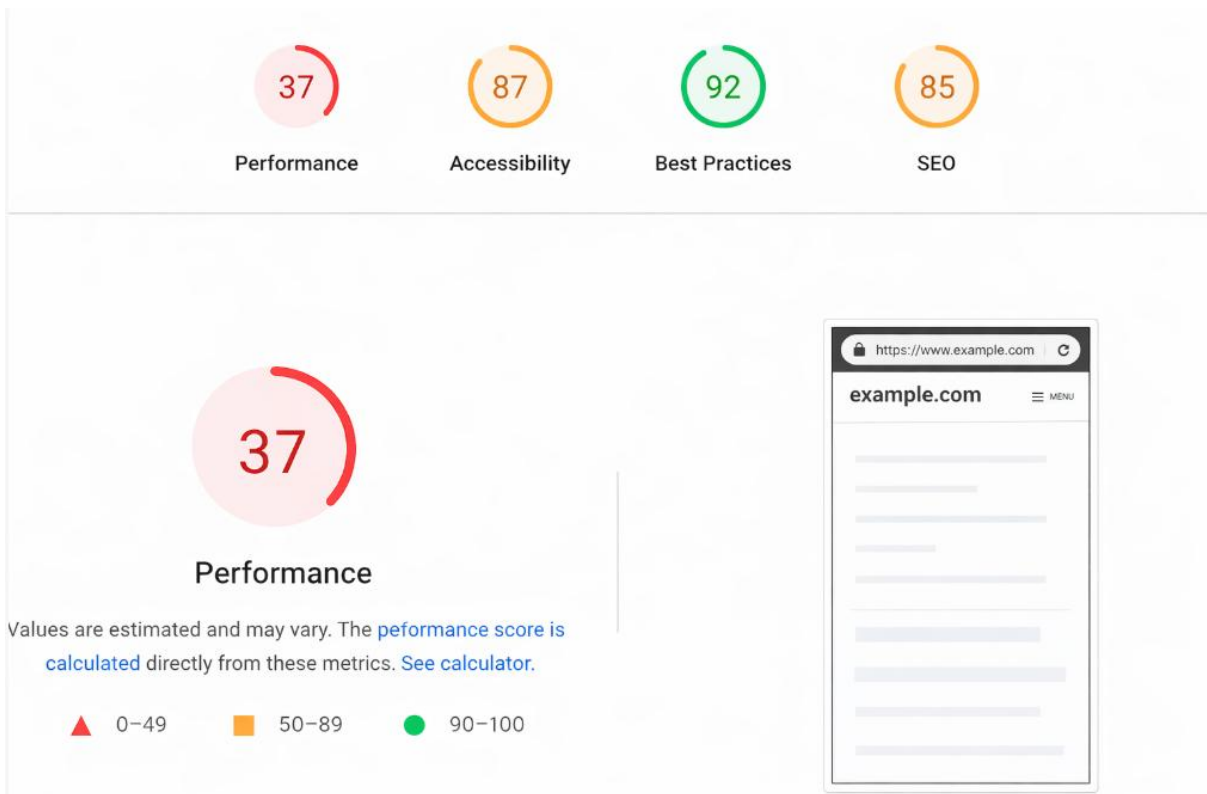 37 87 92 85
Performance Accessibility Best Practices SEO
37
Performance
Values are estimated and may vary. The peformance score is
calculated directly from these metrics. See calculator.
0–49 50–89 90–100
https://www.example.com
example.com MENU